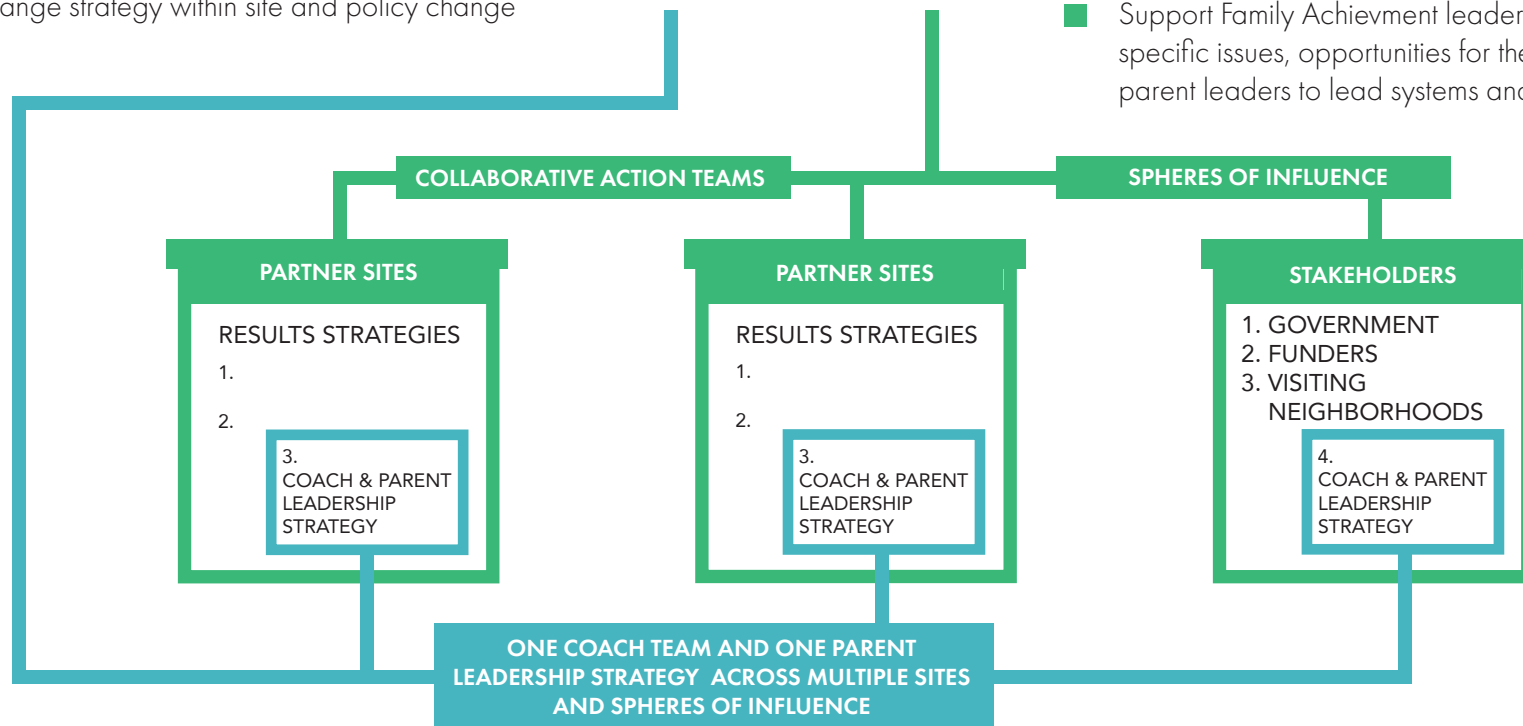 ange strategy within site and policy change
Support Family Achievment leader
specific issues, opportunities for the
parent leaders to lead systems and
COLLABORATIVE ACTION TEAMS
SPHERES OF INFLUENCE
PARTNER SITES
RESULTS STRATEGIES
1.
2.
3.
COACH & PARENT
LEADERSHIP
STRATEGY
PARTNER SITES
RESULTS STRATEGIES
1.
2.
3.
COACH & PARENT
LEADERSHIP
STRATEGY
STAKEHOLDERS
1. GOVERNMENT
2. FUNDERS
3. VISITING
NEIGHBORHOODS
4.
COACH & PARENT
LEADERSHIP
STRATEGY
ONE COACH TEAM AND ONE PARENT
LEADERSHIP STRATEGY ACROSS MULTIPLE SITES
AND SPHERES OF INFLUENCE